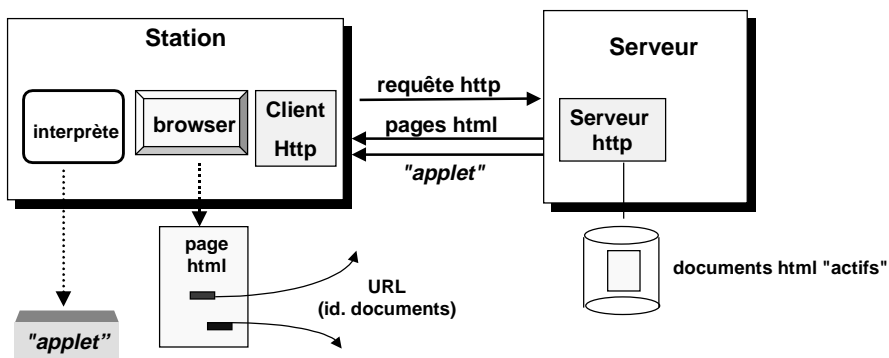 Station
Serveur
interprète
browser
Client
Http
requête http
pages html
"applet"
Serveur
http
page
html
URL
(id. documents)
documents html "actifs"
"applet”